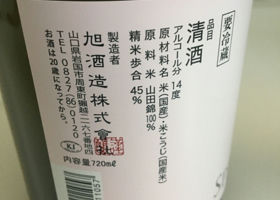 要冷蔵
品目
清酒
アルコール分 14度
原材料名 米(国産)・米こうじ(国産米)
原料米 山田錦100%
精米歩合 45%
製造者
旭酒造株式會社
山口県岩国市周東町獺越二一六七番地四
TEL 0827(86)0120
お酒は20歳になってから。
内容量720ml